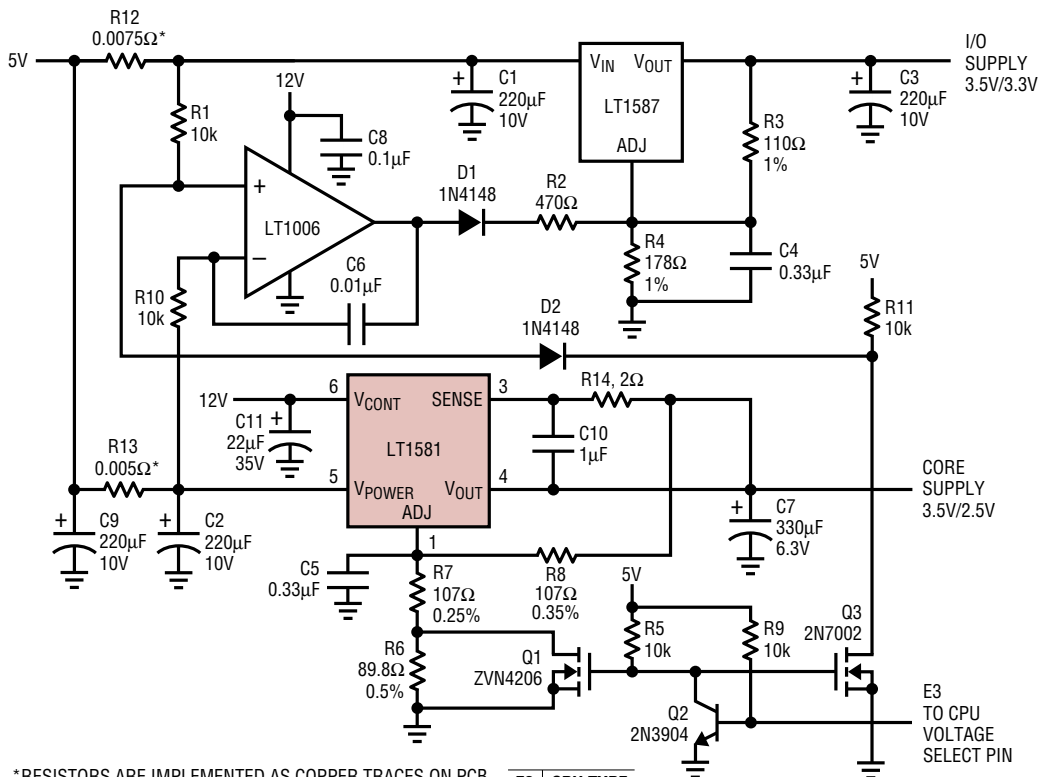 R12
0.0075Ω*
5V
R1
10k
12V
C8
0.1µF
+
C1
220µF
10V
VIN VOUT
LT1587
ADJ
I/O
SUPPLY
3.5V/3.3V
+
C3
220µF
10V
R3
110Ω
1%
+
LT1006
–
D1
1N4148
R2
470Ω
R4
178Ω
1%
C4
0.33µF
C6
0.01µF
R10
10k
5V
R11
10k
D2
1N4148
12V
+
C11
22µF
35V
6
VCONT
SENSE
3
LT1581
5
VPOWER
VOUT
4
ADJ
1
R14, 2Ω
C10
1µF
R13
0.005Ω*
+
C9
220µF
10V
+
C2
220µF
10V
CORE
SUPPLY
3.5V/2.5V
+
C7
330µF
6.3V
C5
0.33µF
R7
107Ω
0.25%
R8
107Ω
0.35%
R6
89.8Ω
0.5%
Q1
ZVN4206
5V
R5
10k
R9
10k
Q3
2N7002
Q2
2N3904
E3
TO CPU
VOLTAGE
SELECT PIN
*RESISTORS ARE IMPLEMENTED AS COPPER TRACES ON PCB